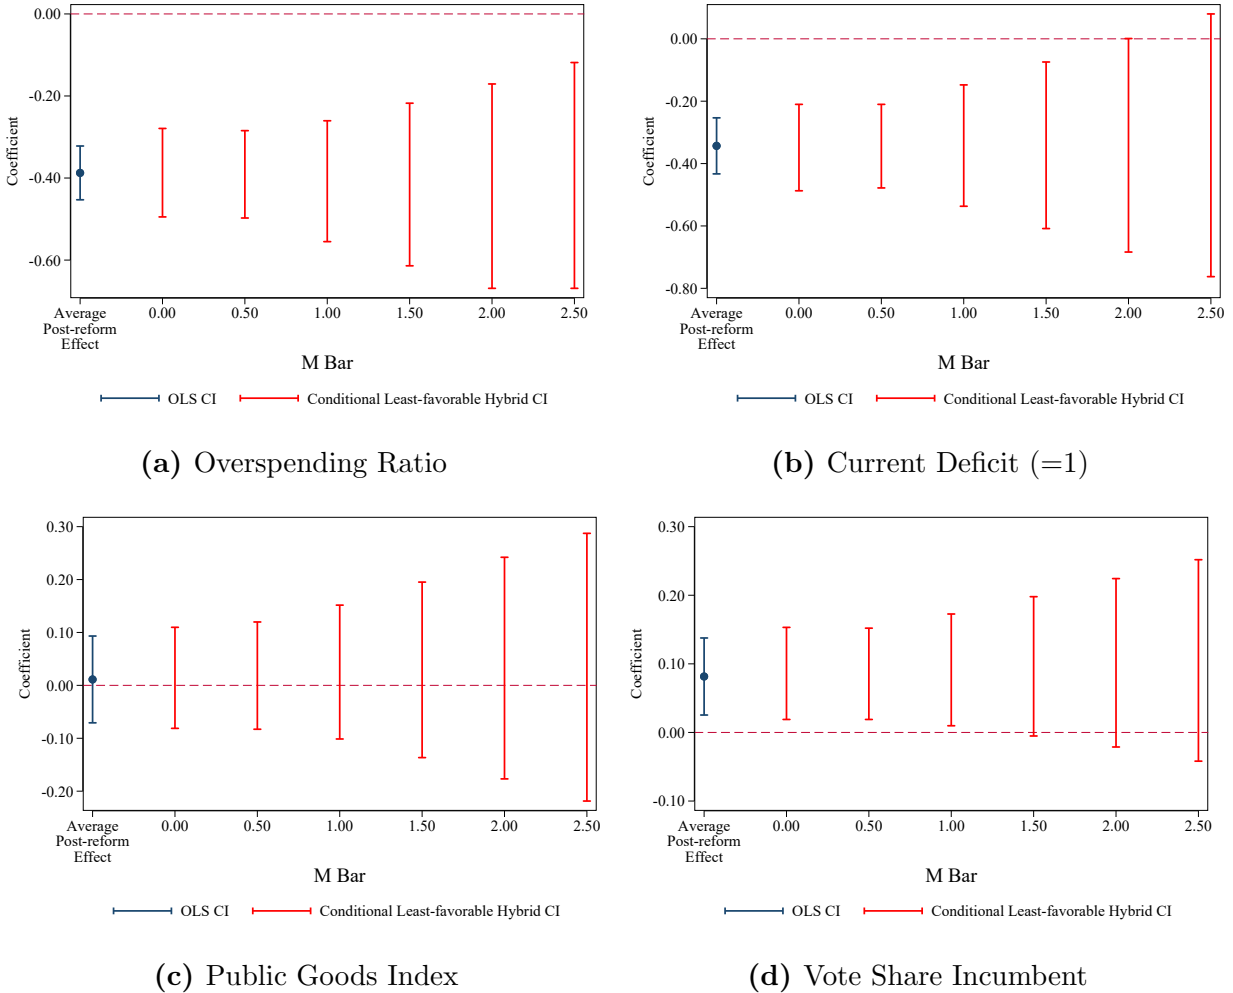 0.00
-0.20
-0.40
-0.60
Coefficient
Average
Post-reform
Effect
0.00 0.50 1.00 1.50 2.00 2.50
M Bar
OLS CI Conditional Least-favorable Hybrid CI
(a) Overspending Ratio
0.00
-0.20
-0.40
-0.60
-0.80
Coefficient
Average
Post-reform
Effect
0.00 0.50 1.00 1.50 2.00 2.50
M Bar
OLS CI Conditional Least-favorable Hybrid CI
(b) Current Deficit (=1)
0.30
0.20
0.10
0.00
-0.10
-0.20
Coefficient
Average
Post-reform
Effect
0.00 0.50 1.00 1.50 2.00 2.50
M Bar
OLS CI Conditional Least-favorable Hybrid CI
(c) Public Goods Index
0.30
0.20
0.10
0.00
-0.10
Coefficient
Average
Post-reform
Effect
0.00 0.50 1.00 1.50 2.00 2.50
M Bar
OLS CI Conditional Least-favorable Hybrid CI
(d) Vote Share Incumbent